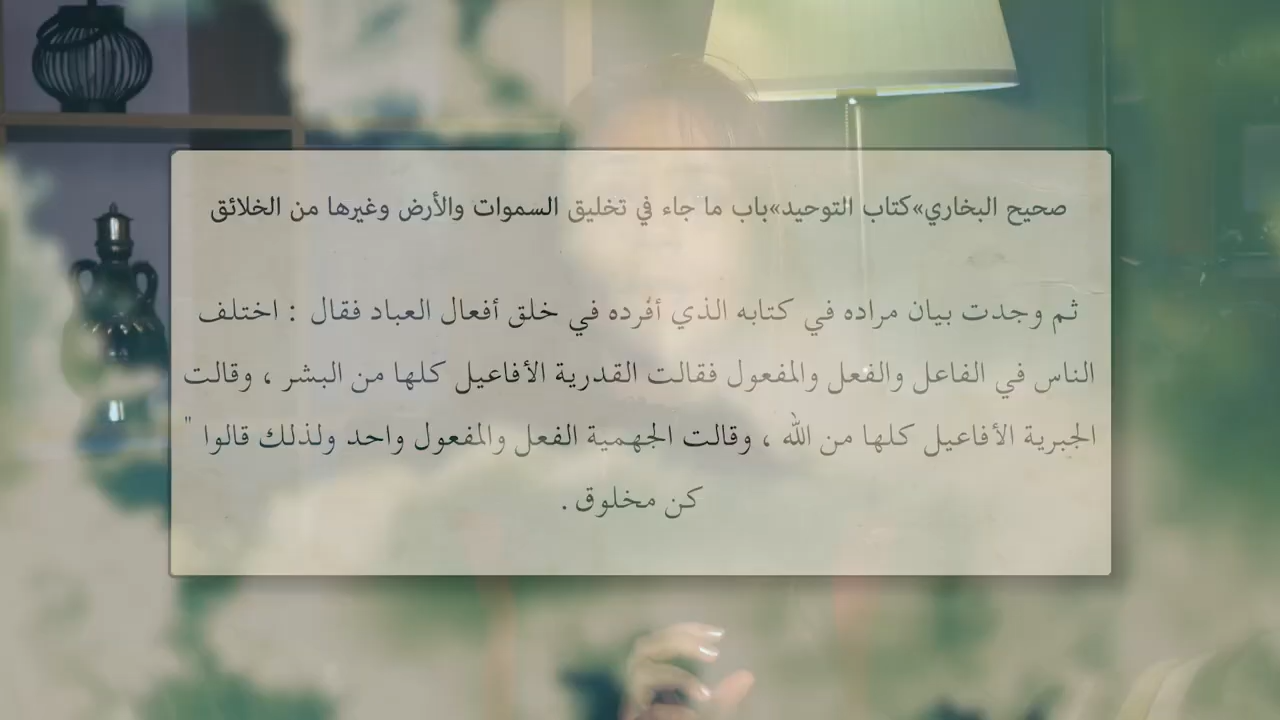 صحيح البخاري»كتاب التوحيد»باب ما جاء في تخليق السموات والأرض وغيرها من الخلائق
ثم وجدت بيان مراده في كتابه الذي أفْرده في خلق أفعال العباد فقال : اختلف
الناس في الفاعل والفعل والمفعول فقالت القدرية الأفاعيل كلها من البشر ، وقالت
الجبرية الأفاعيل كلها من الله ، وقالت الجهمية الفعل والمفعول واحد ولذلك قالوا "
كن مخلوق .